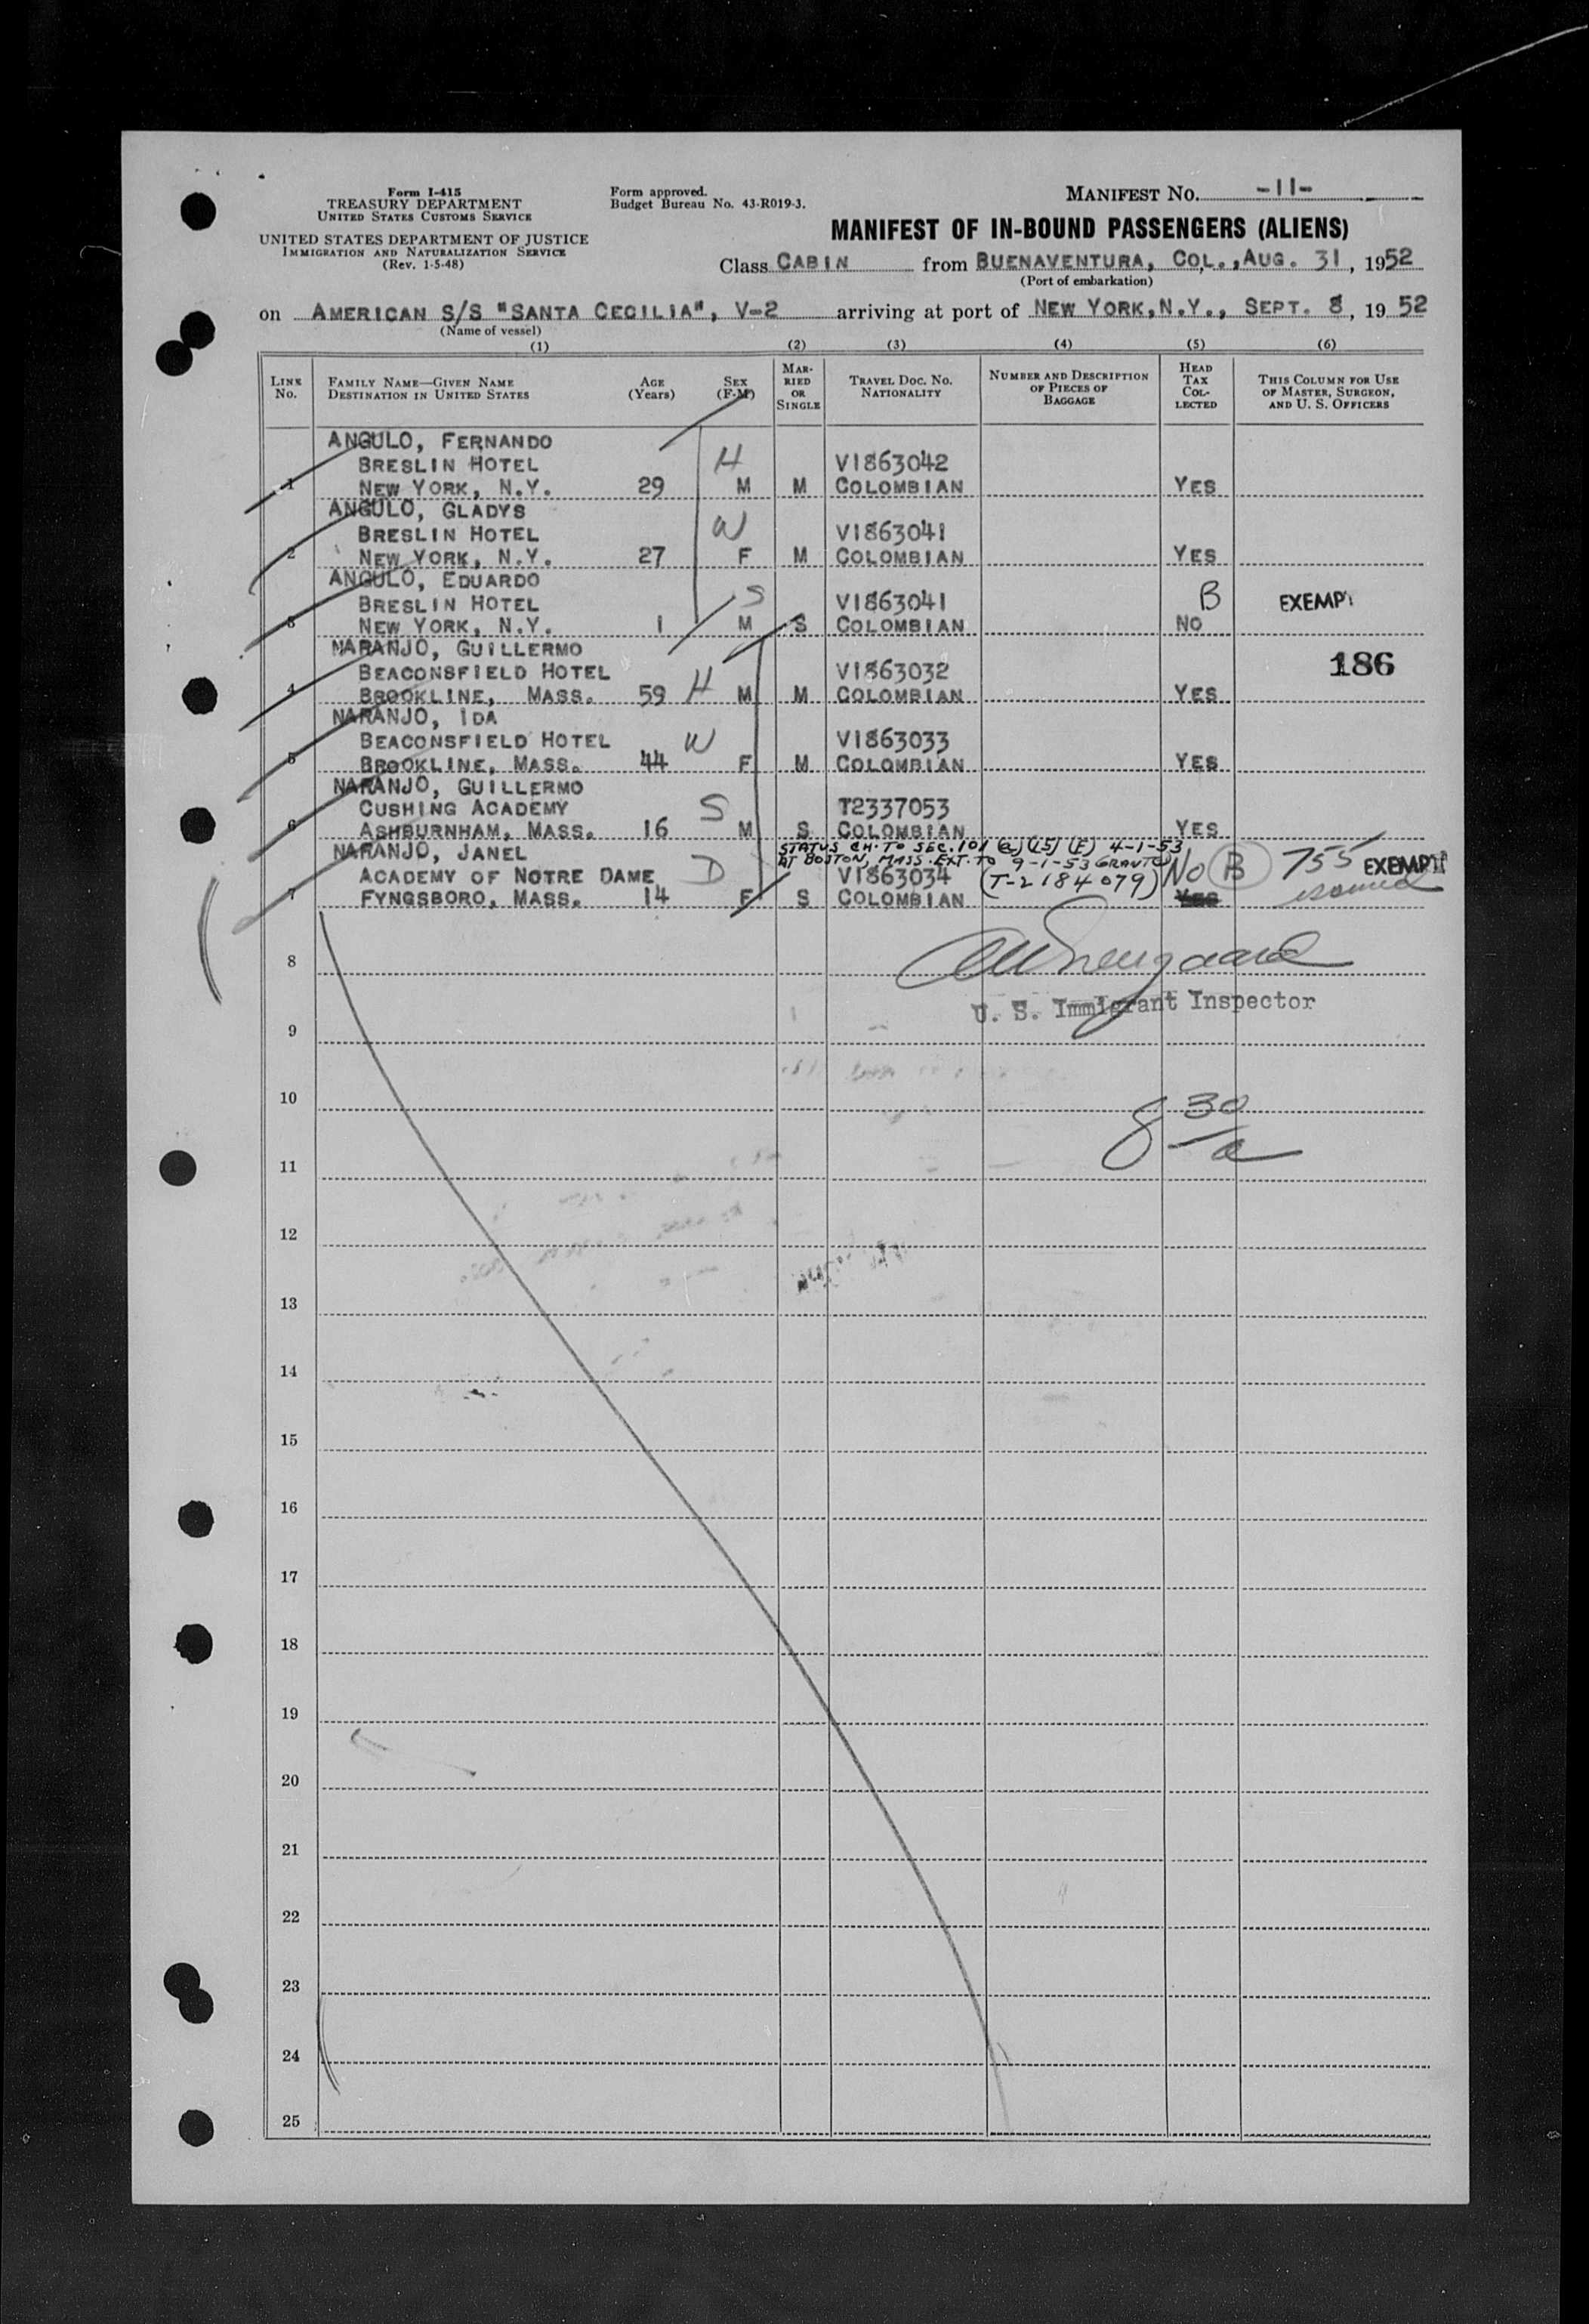 Form I-415
TREASURY DEPARTMENT
UNITED STATES CUSTOMS SERVICE
UNITED STATES DEPARTMENT OF JUSTICE
IMMIGRATION AND NATURALIZATION SERVICE
(Rev. 1-5-48)
Form approved.
Budget Bureau No. 43-R019-3.
MANIFEST NO. -11-
MANIFEST OF IN-BOUND PASSENGERS (ALIENS)
Class CABIN from BUENAVENTURA, COL., AUG. 31, 1952
(Port of embarkation)
on AMERICAN S/S "SANTA CECILIA", V-2 arriving at port of NEW YORK, N.Y., SEPT. 8, 1952
(Name of vessel)
(1) (2) (3) (4) (5) (6)
LINE NO. FAMILY NAME—GIVEN NAME DESTINATION IN UNITED STATES AGE (Years) SEX (F-M) MARRIED OR SINGLE TRAVEL DOC. NO. NATIONALITY NUMBER AND DESCRIPTION OF PIECES OF BAGGAGE HEAD TAX COLLECTED THIS COLUMN FOR USE OF MASTER, SURGEON, AND U. S. OFFICERS
ANGULO, FERNANDO
BRESLIN HOTEL H V1863042
1 NEW YORK, N.Y. 29 M M COLOMBIAN YES
ANGULO, GLADYS
BRESLIN HOTEL W V1863041
2 NEW YORK, N.Y. 27 F M COLOMBIAN YES
ANGULO, EDUARDO
BRESLIN HOTEL S V1863041 B EXEMPT
3 NEW YORK, N.Y. 1 M S COLOMBIAN NO
NARANJO, GUILLERMO 186
BEACONSFIELD HOTEL V1863032
4 BROOKLINE, MASS. 59 H M M COLOMBIAN YES
NARANJO, IDA
BEACONSFIELD HOTEL W V1863033
5 BROOKLINE, MASS. 44 F M COLOMBIAN YES
NARANJO, GUILLERMO
CUSHING ACADEMY S T2337053
6 ASHBURNHAM, MASS. 16 M S COLOMBIAN YES
NARANJO, JANEL STATUS CH. TO SEC. 101 (a)(15)(F) 4-1-53
AT BOSTON, MASS. EXT. TO 9-1-53 GRANTED
ACADEMY OF NOTRE DAME D V1863034 (T-2184079) NO B 755 EXEMPT
issued
7 FYNGSBORO, MASS. 14 F S COLOMBIAN YES
8
U. S. Immigrant Inspector
9
10
8 30/a
11
12
13
14
15
16
17
18
19
20
21
22
23
24
25